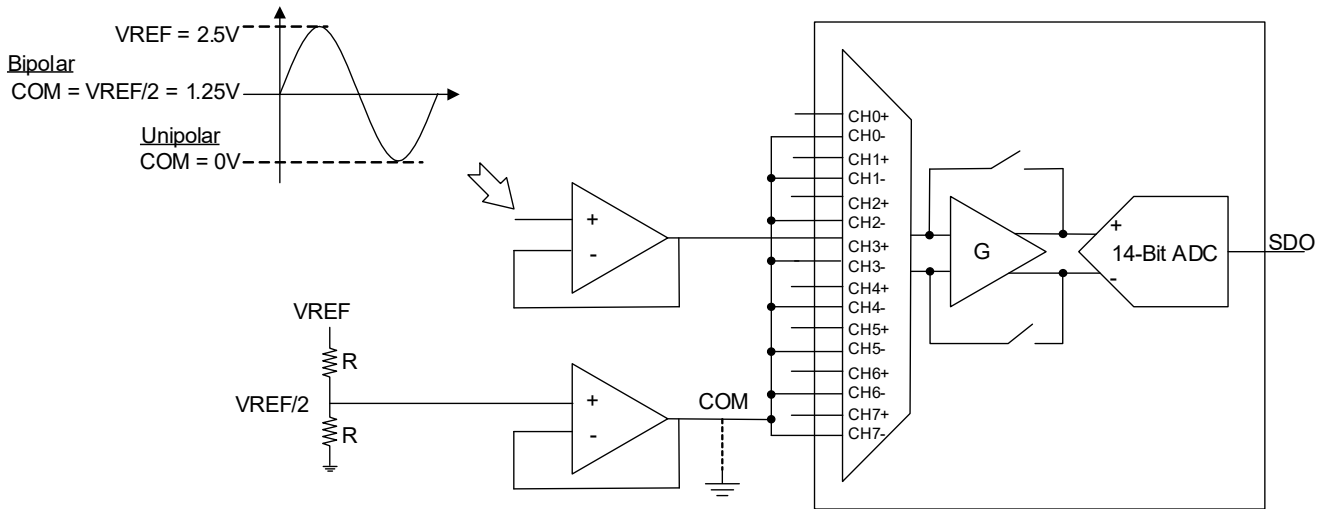 VREF = 2.5V
Bipolar
COM = VREF/2 = 1.25V
Unipolar
COM = 0V
+
-
VREF
R
VREF/2
R
+
-
COM
CH0+
CH0-
CH1+
CH1-
CH2+
CH2-
CH3+
CH3-
CH4+
CH4-
CH5+
CH5-
CH6+
CH6-
CH7+
CH7-
G
+
14-Bit ADC
-
SDO